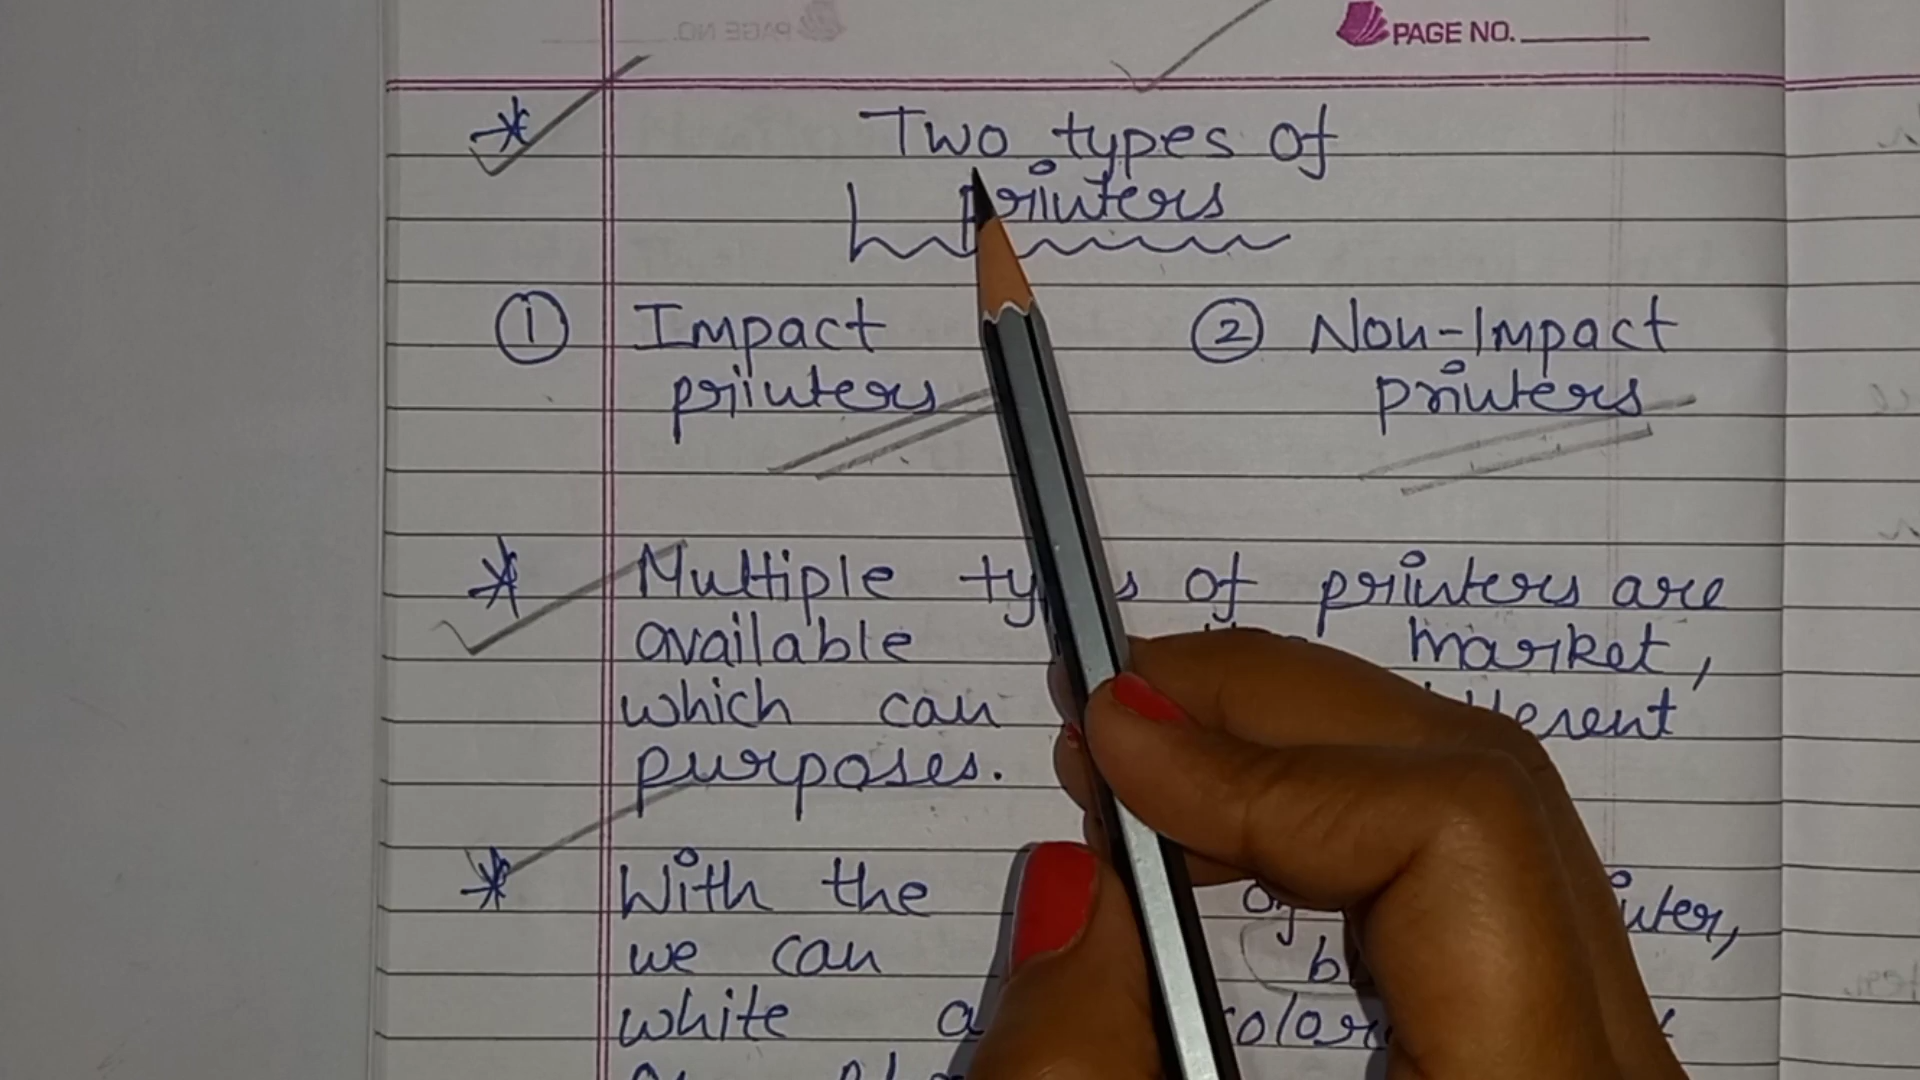 PAGE NO.
* Two types of
printers
① Impact ② Non-Impact
printers printers
* Multiple of printers are
available market,
which can
purposes.
* With the of
we can
white